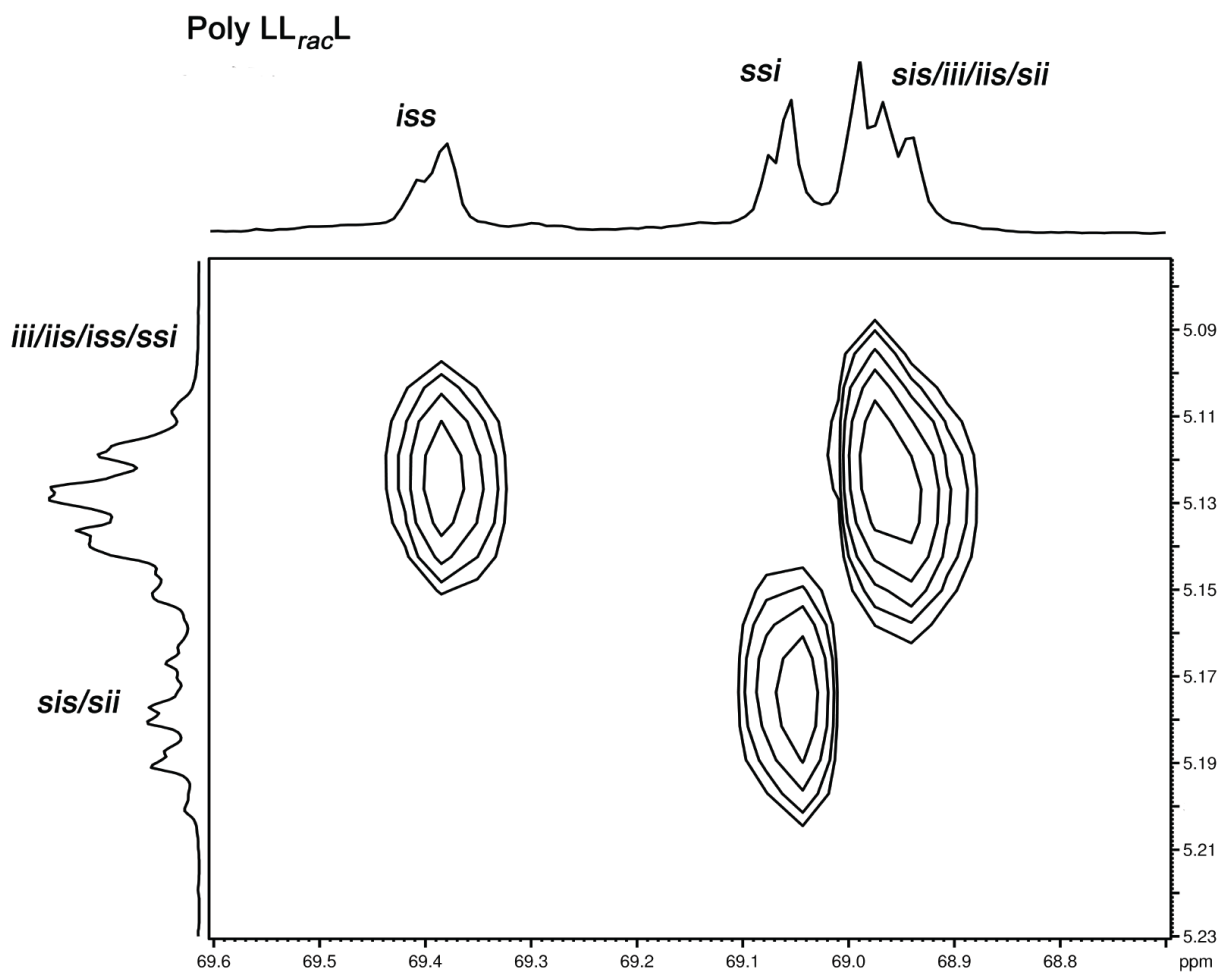 Poly LL_racL
iss
ssi
sis/iii/iis/sii
iii/iis/iss/ssi
sis/sii
5.09
5.11
5.13
5.15
5.17
5.19
5.21
5.23
69.6 69.5 69.4 69.3 69.2 69.1 69.0 68.9 68.8 ppm